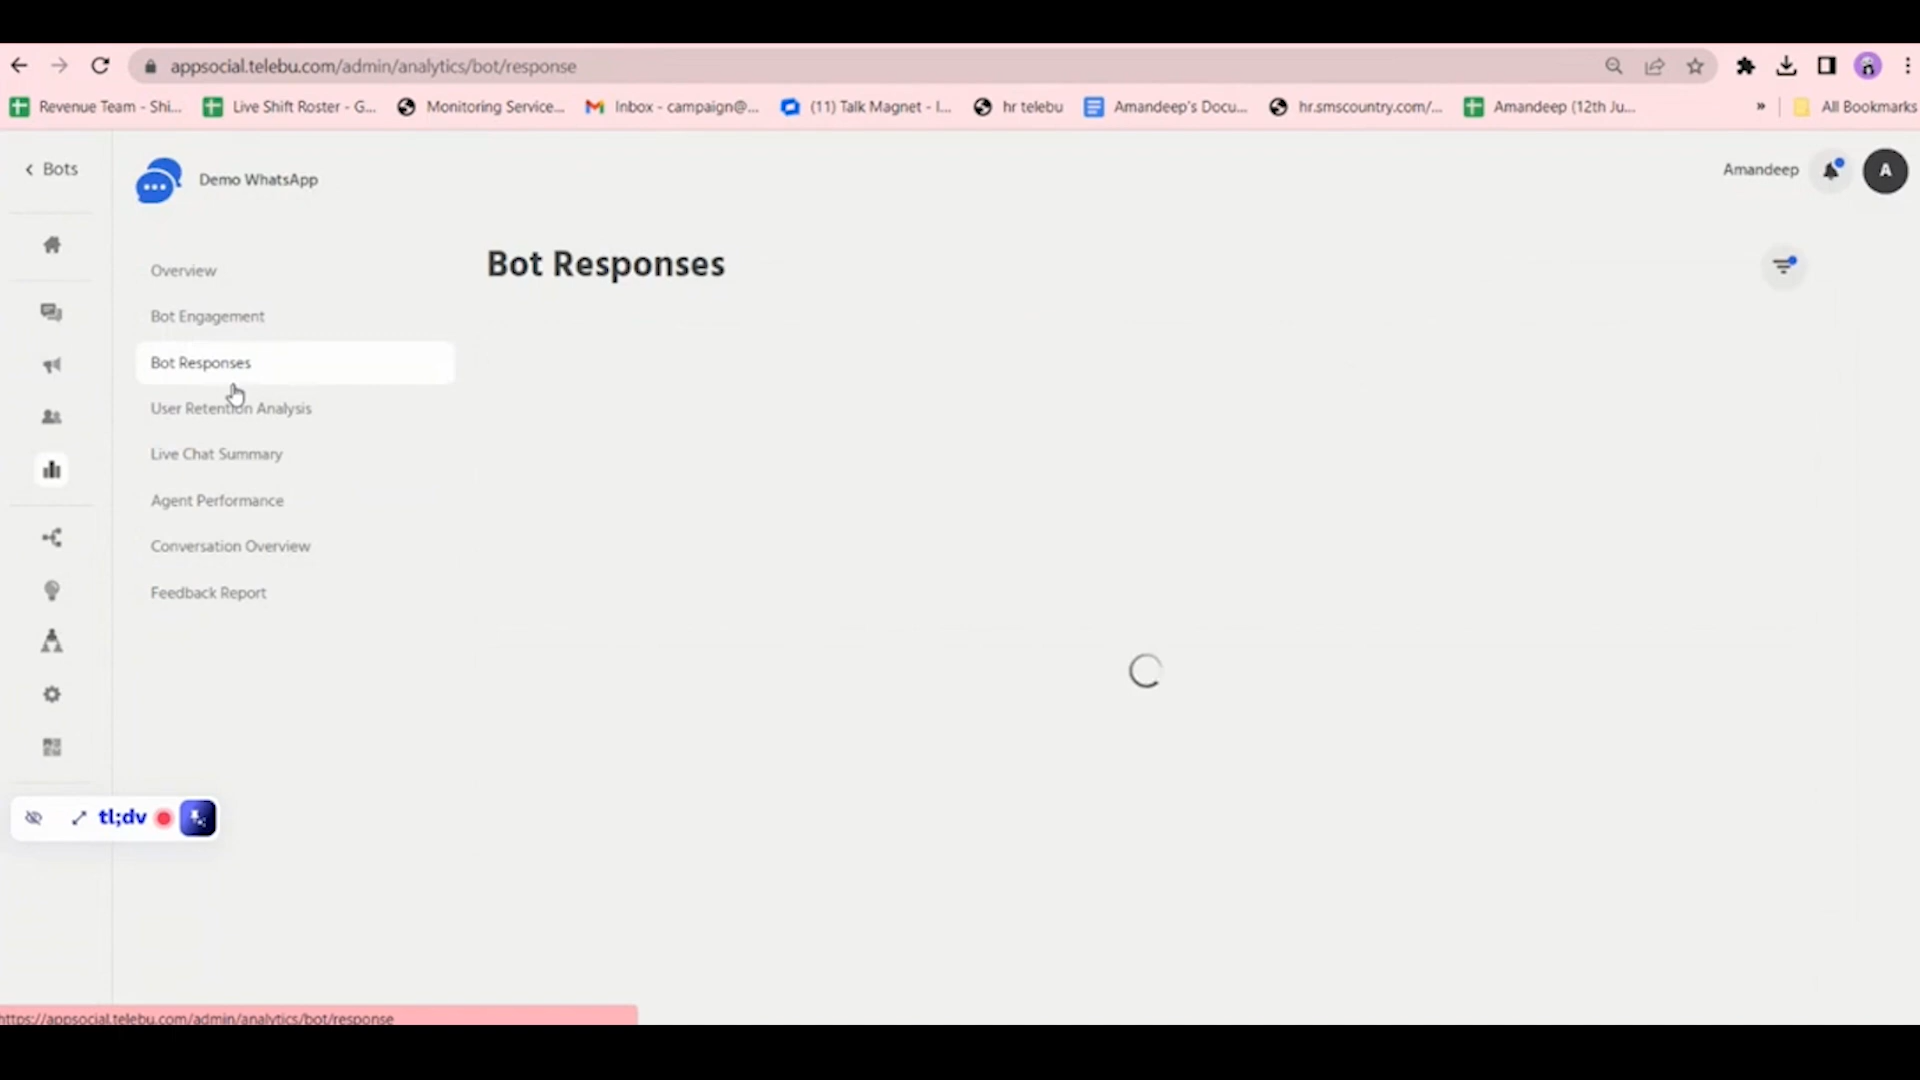 appsocial.telebu.com/admin/analytics/bot/response
Revenue Team - Shi... Live Shift Roster - G... Monitoring Service... Inbox - campaign@... (11) Talk Magnet - I... hr telebu Amandeep's Docu... hr.smscountry.com/... Amandeep (12th Ju... » All Bookmarks
Bots
Demo WhatsApp
Amandeep
A
Bot Responses
Overview
Bot Engagement
Bot Responses
User Retention Analysis
Live Chat Summary
Agent Performance
Conversation Overview
Feedback Report
tl;dv
https://appsocial.telebu.com/admin/analytics/bot/response